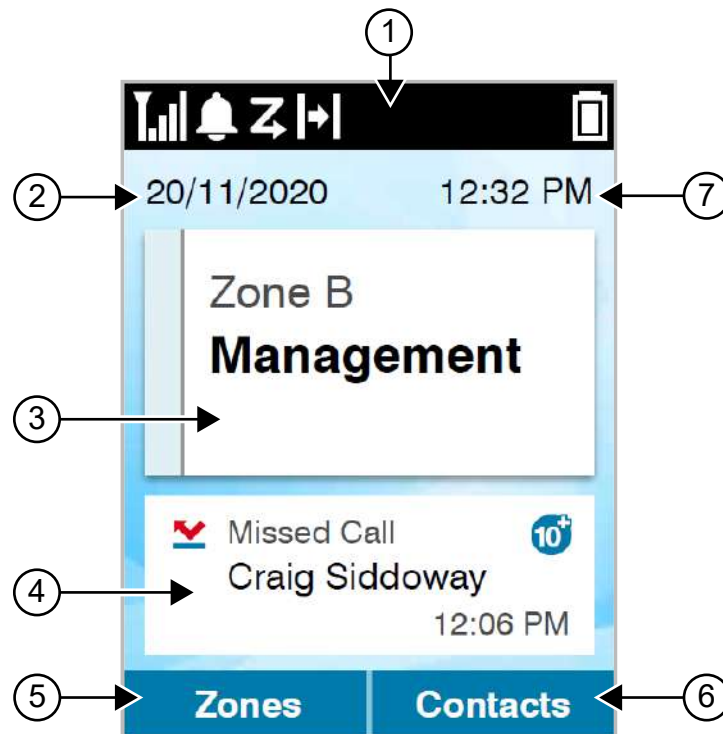 1
2
20/11/2020 12:32 PM
7
Zone B
Management
3
Missed Call 10+
Craig Siddoway
4
12:06 PM
5
Zones Contacts
6